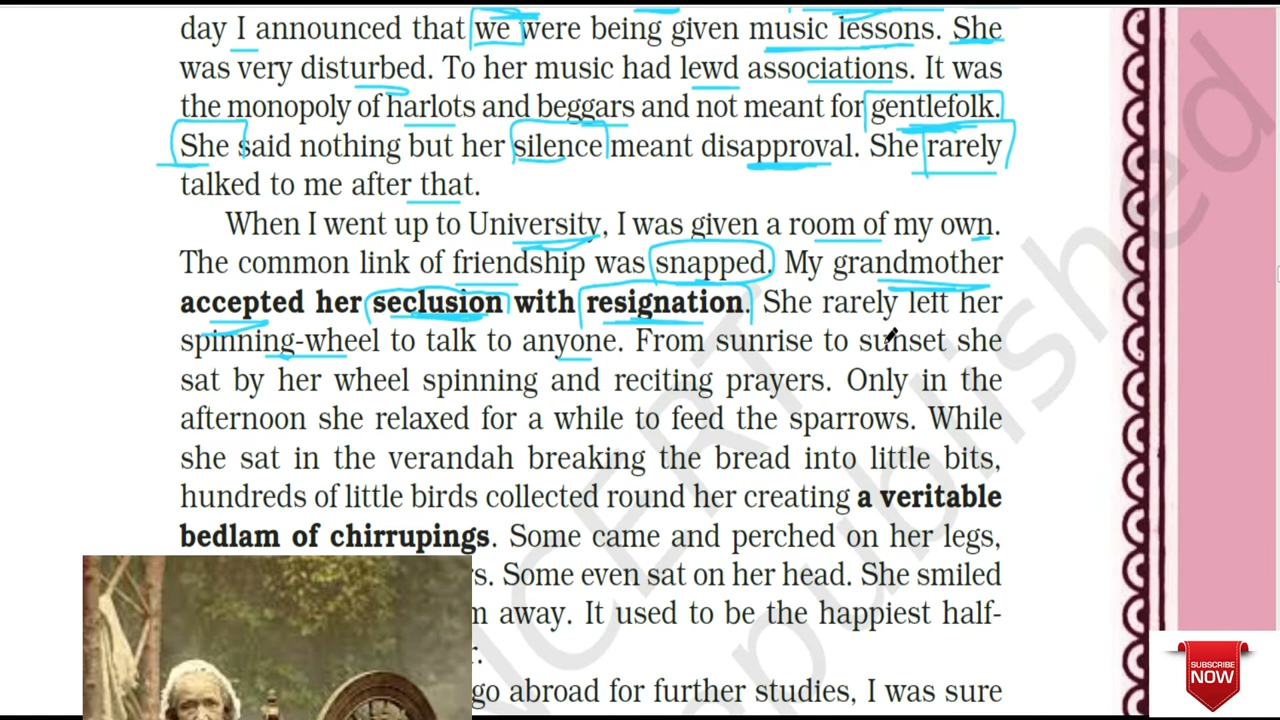 day I announced that we were being given music lessons. She
was very disturbed. To her music had lewd associations. It was
the monopoly of harlots and beggars and not meant for gentlefolk.
She said nothing but her silence meant disapproval. She rarely
talked to me after that.
When I went up to University, I was given a room of my own.
The common link of friendship was snapped. My grandmother
accepted her seclusion with resignation. She rarely left her
spinning-wheel to talk to anyone. From sunrise to sunset she
sat by her wheel spinning and reciting prayers. Only in the
afternoon she relaxed for a while to feed the sparrows. While
she sat in the verandah breaking the bread into little bits,
hundreds of little birds collected round her creating a veritable
bedlam of chirrupings. Some came and perched on her legs,
Some even sat on her head. She smiled
away. It used to be the happiest half-
go abroad for further studies, I was sure
NCERT
published
SUBSCRIBE
NOW